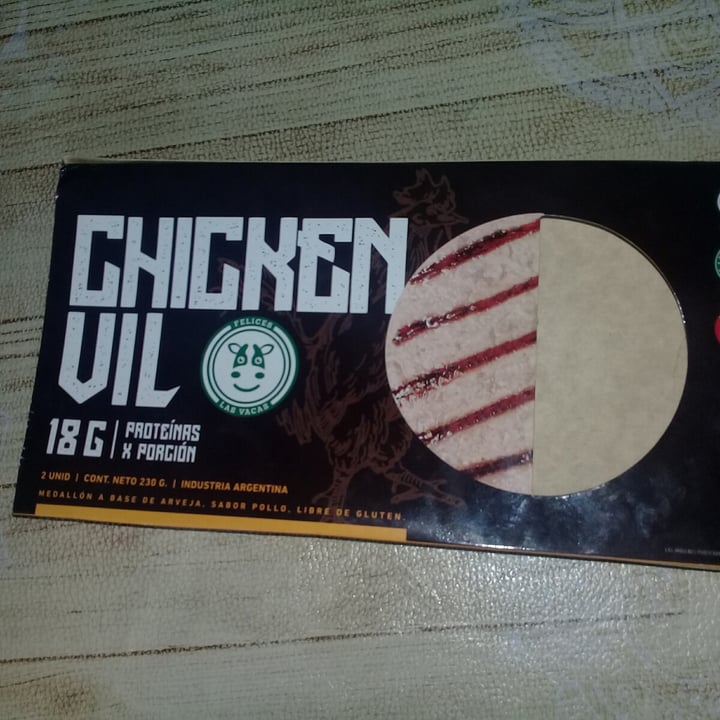 CHICKEN
VIL
FELICES
LAS VACAS
18 G | PROTEÍNAS
X PORCIÓN
2 UNID | CONT. NETO 230 G. | INDUSTRIA ARGENTINA
MEDALLÓN A BASE DE ARVEJA, SABOR POLLO, LIBRE DE GLUTEN.